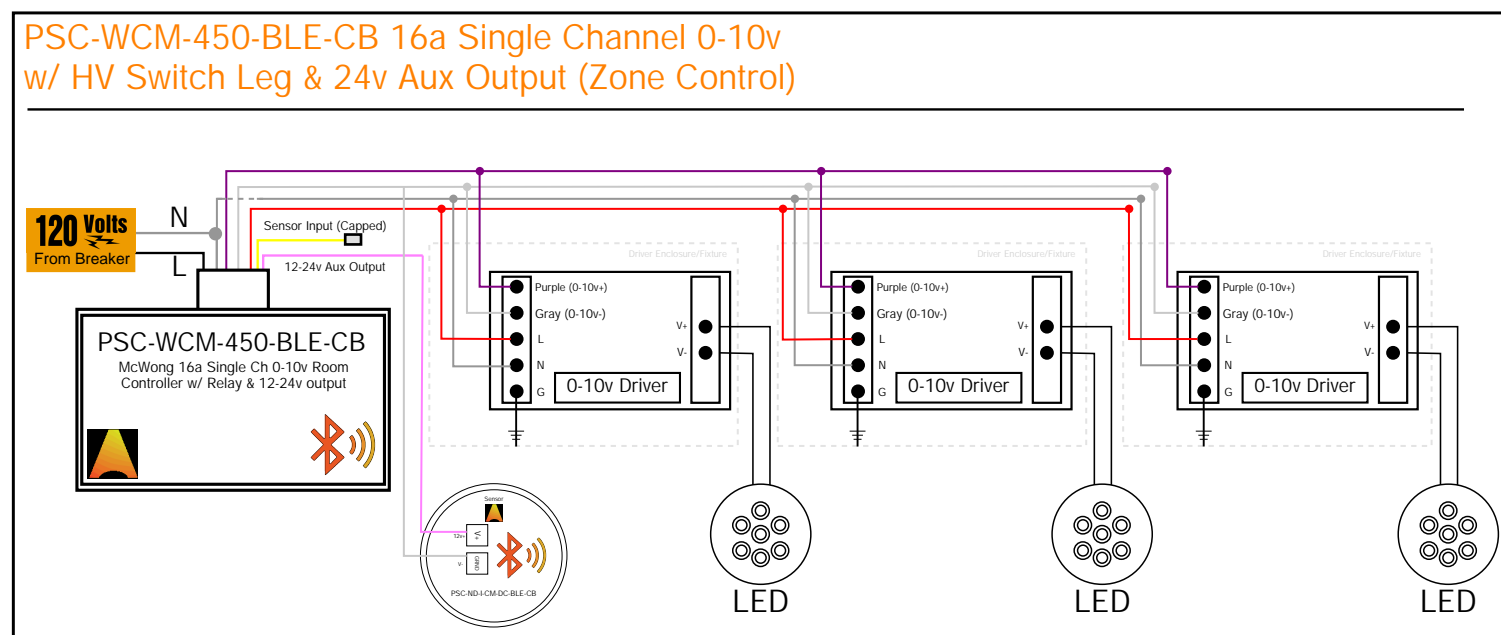 PSC-WCM-450-BLE-CB 16a Single Channel 0-10v
w/ HV Switch Leg & 24v Aux Output (Zone Control)
120 Volts
From Breaker
N
L
Sensor Input (Capped)
12-24v Aux Output
PSC-WCM-450-BLE-CB
McWong 16a Single Ch 0-10v Room
Controller w/ Relay & 12-24v output
Driver Enclosure/Fixture
Purple (0-10v+)
Gray (0-10v-)
L
N
G
0-10v Driver
V+
V-
LED
Driver Enclosure/Fixture
Purple (0-10v+)
Gray (0-10v-)
L
N
G
0-10v Driver
V+
V-
LED
Driver Enclosure/Fixture
Purple (0-10v+)
Gray (0-10v-)
L
N
G
0-10v Driver
V+
V-
LED
Sensor
12v+
V+
V-
GRND
PSC-ND-I-CM-DC-BLE-CB